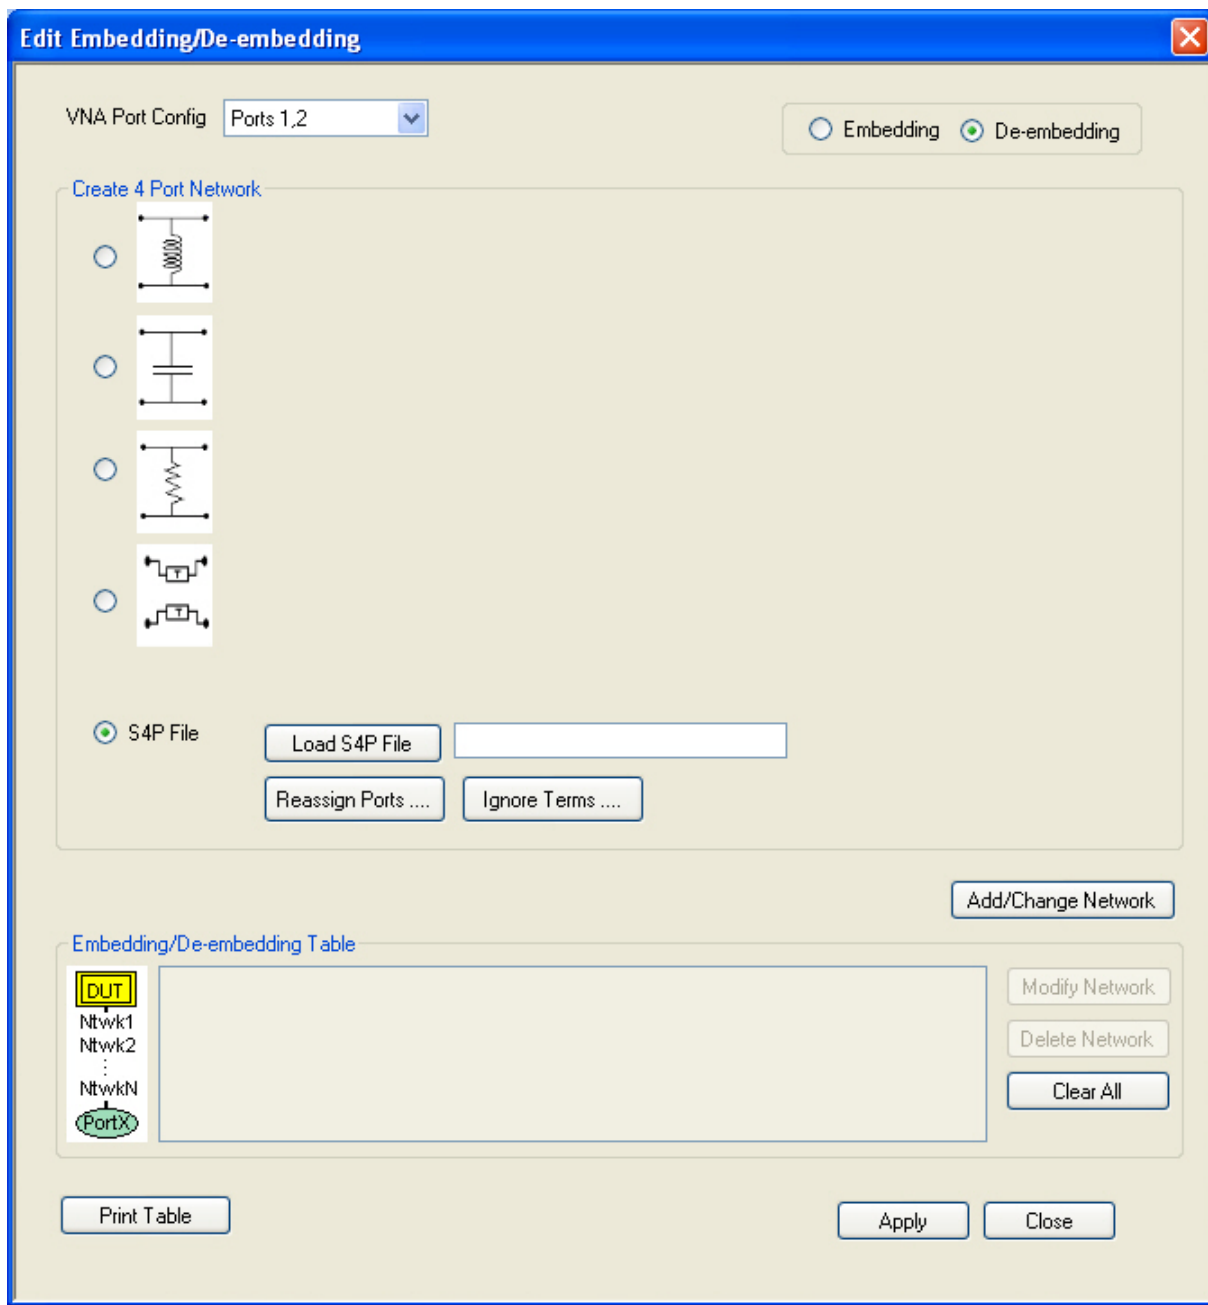 Edit Embedding/De-embedding
VNA Port Config Ports 1,2
Embedding De-embedding
Create 4 Port Network
T
T
S4P File Load S4P File
Reassign Ports .... Ignore Terms ....
Add/Change Network
Embedding/De-embedding Table
DUT
Ntwk1
Ntwk2
:
NtwkN
PortX
Modify Network
Delete Network
Clear All
Print Table Apply Close